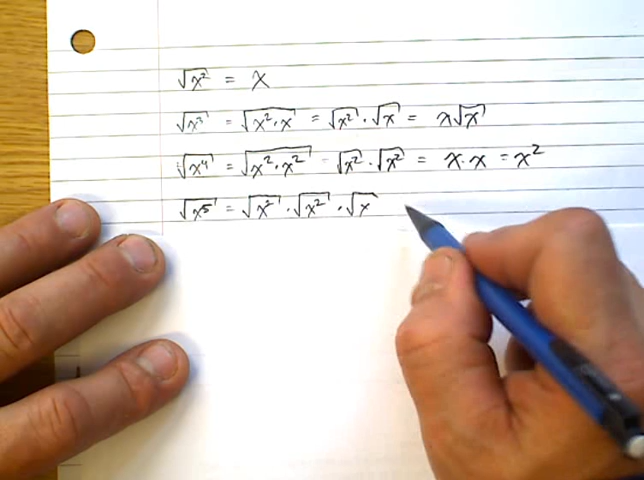 √x² = x
√x³ = √x²·x = √x² · √x = x√x
√x⁴ = √x²·x² = √x² · √x² = x·x = x²
√x⁵ = √x² · √x² · √x